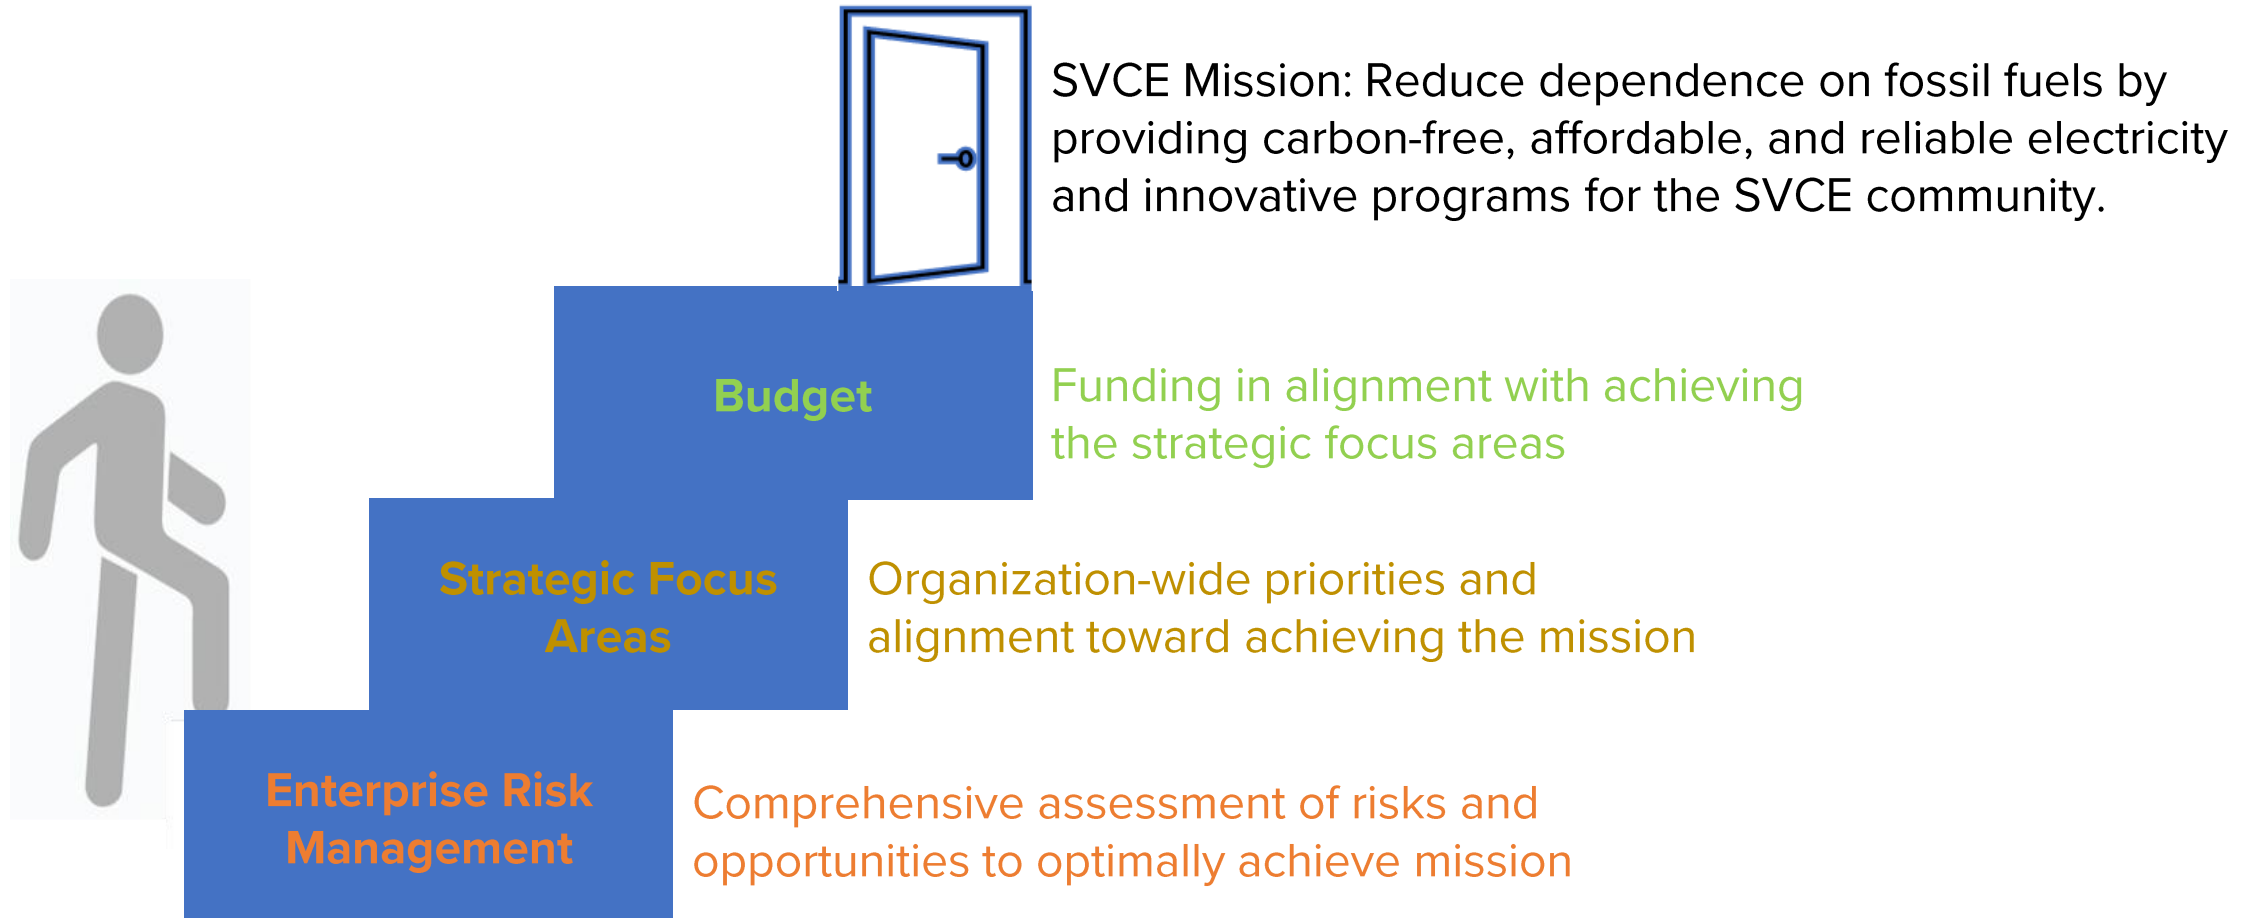 SVCE Mission: Reduce dependence on fossil fuels by
providing carbon-free, affordable, and reliable electricity
and innovative programs for the SVCE community.
Budget
Funding in alignment with achieving
the strategic focus areas
Strategic Focus
Areas
Organization-wide priorities and
alignment toward achieving the mission
Enterprise Risk
Management
Comprehensive assessment of risks and
opportunities to optimally achieve mission